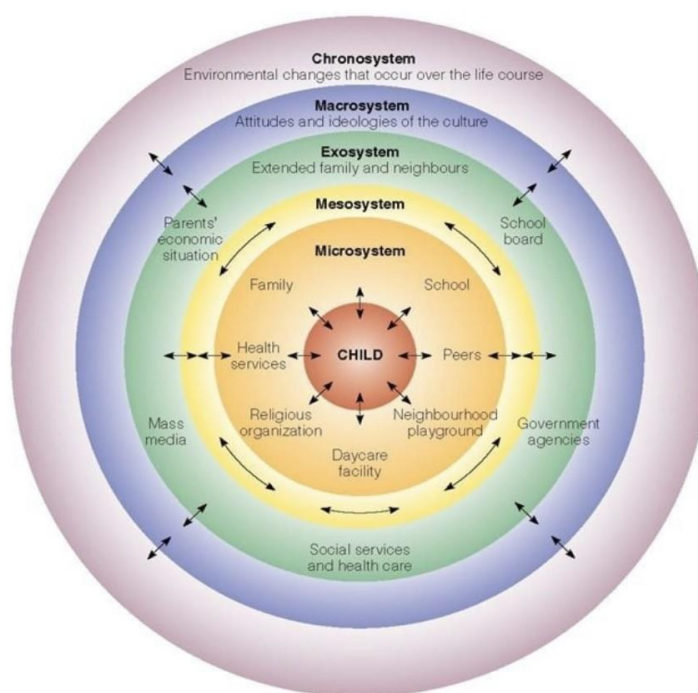 Chronosystem
Environmental changes that occur over the life course
Macrosystem
Attitudes and ideologies of the culture
Exosystem
Extended family and neighbours
Mesosystem
Parents'
economic
situation
School
board
Microsystem
Family
School
Health
services
CHILD
Peers
Religious
organization
Neighbourhood
playground
Mass
media
Government
agencies
Daycare
facility
Social services
and health care